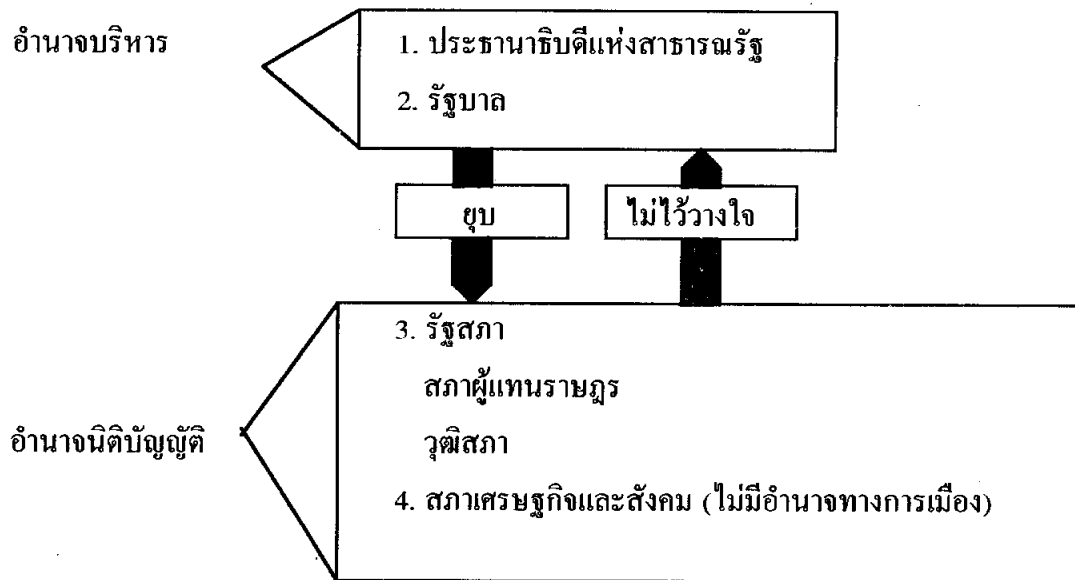 อำนาจบริหาร
1. ประธานาธิบดีแห่งสาธารณรัฐ
2. รัฐบาล
ยุบ
ไม่ไว้วางใจ
3. รัฐสภา
สภาผู้แทนราษฎร
วุฒิสภา
อำนาจนิติบัญญัติ
4. สภาเศรษฐกิจและสังคม (ไม่มีอำนาจทางการเมือง)